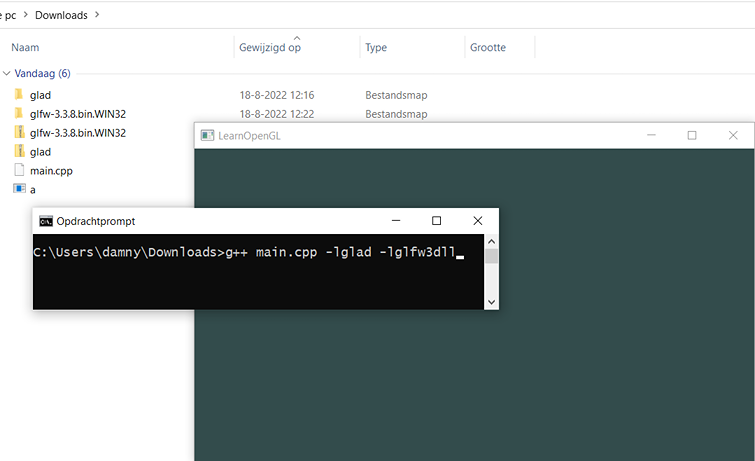 e pc > Downloads >
Naam Gewijzigd op Type Grootte
Vandaag (6)
glad 18-8-2022 12:16 Bestandsmap
glfw-3.3.8.bin.WIN32 18-8-2022 12:22 Bestandsmap
glfw-3.3.8.bin.WIN32
LearnOpenGL
glad
main.cpp
a
Opdrachtprompt
C:\Users\damny\Downloads>g++ main.cpp -lglad -lglfw3dll